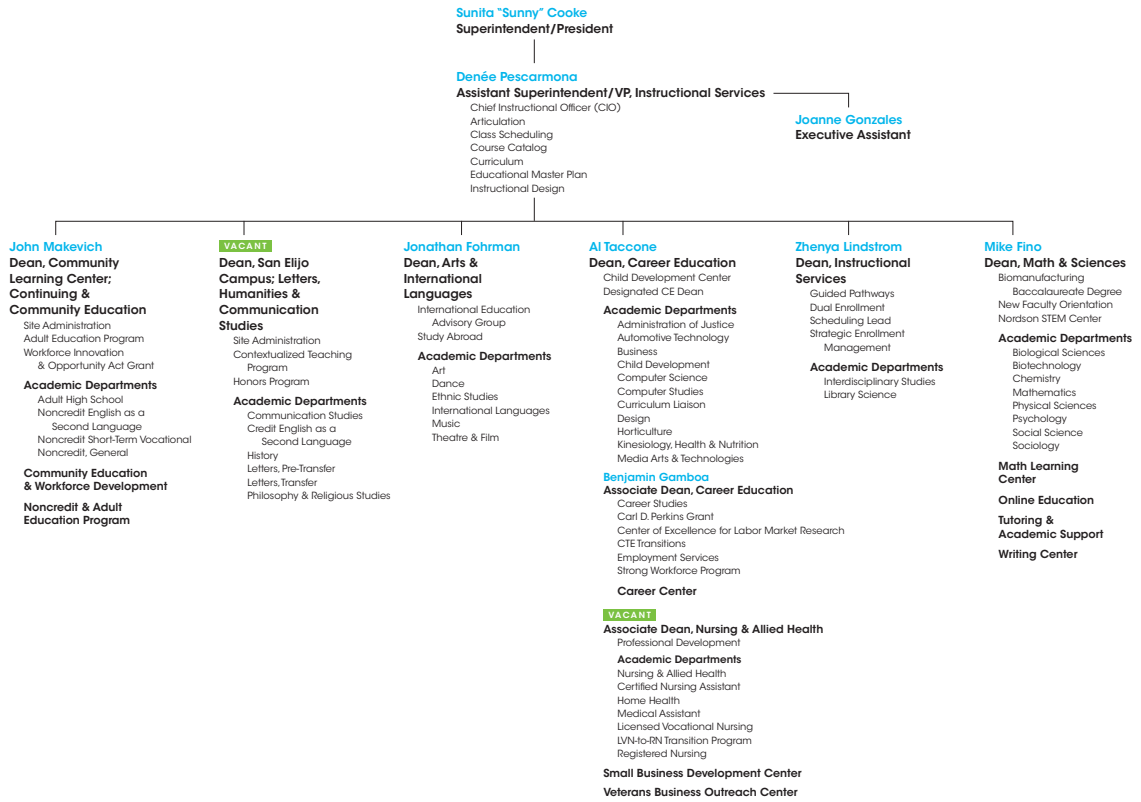 Sunita “Sunny” Cooke
Superintendent/President
Denée Pescarmona
Assistant Superintendent/VP, Instructional Services
Chief Instructional Officer (CIO)
Articulation
Class Scheduling
Course Catalog
Curriculum
Educational Master Plan
Instructional Design
Joanne Gonzales
Executive Assistant
John Makevich
Dean, Community
Learning Center;
Continuing &
Community Education
Site Administration
Adult Education Program
Workforce Innovation
& Opportunity Act Grant
Academic Departments
Adult High School
Noncredit English as a
Second Language
Noncredit Short-Term Vocational
Noncredit, General
Community Education
& Workforce Development
Noncredit & Adult
Education Program
VACANT
Dean, San Elijo
Campus; Letters,
Humanities &
Communication
Studies
Site Administration
Contextualized Teaching
Program
Honors Program
Academic Departments
Communication Studies
Credit English as a
Second Language
History
Letters, Pre-Transfer
Letters, Transfer
Philosophy & Religious Studies
Jonathan Fohrman
Dean, Arts &
International
Languages
International Education
Advisory Group
Study Abroad
Academic Departments
Art
Dance
Ethnic Studies
International Languages
Music
Theatre & Film
Al Taccone
Dean, Career Education
Child Development Center
Designated CE Dean
Academic Departments
Administration of Justice
Automotive Technology
Business
Child Development
Computer Science
Computer Studies
Curriculum Liaison
Design
Horticulture
Kinesiology, Health & Nutrition
Media Arts & Technologies
Benjamin Gamboa
Associate Dean, Career Education
Career Studies
Carl D. Perkins Grant
Center of Excellence for Labor Market Research
CTE Transitions
Employment Services
Strong Workforce Program
Career Center
VACANT
Associate Dean, Nursing & Allied Health
Professional Development
Academic Departments
Nursing & Allied Health
Certified Nursing Assistant
Home Health
Medical Assistant
Licensed Vocational Nursing
LVN-to-RN Transition Program
Registered Nursing
Small Business Development Center
Veterans Business Outreach Center
Zhenya Lindstrom
Dean, Instructional
Services
Guided Pathways
Dual Enrollment
Scheduling Lead
Strategic Enrollment
Management
Academic Departments
Interdisciplinary Studies
Library Science
Mike Fino
Dean, Math & Sciences
Biomanufacturing
Baccalaureate Degree
New Faculty Orientation
Nordson STEM Center
Academic Departments
Biological Sciences
Biotechnology
Chemistry
Mathematics
Physical Sciences
Psychology
Social Science
Sociology
Math Learning
Center
Online Education
Tutoring &
Academic Support
Writing Center